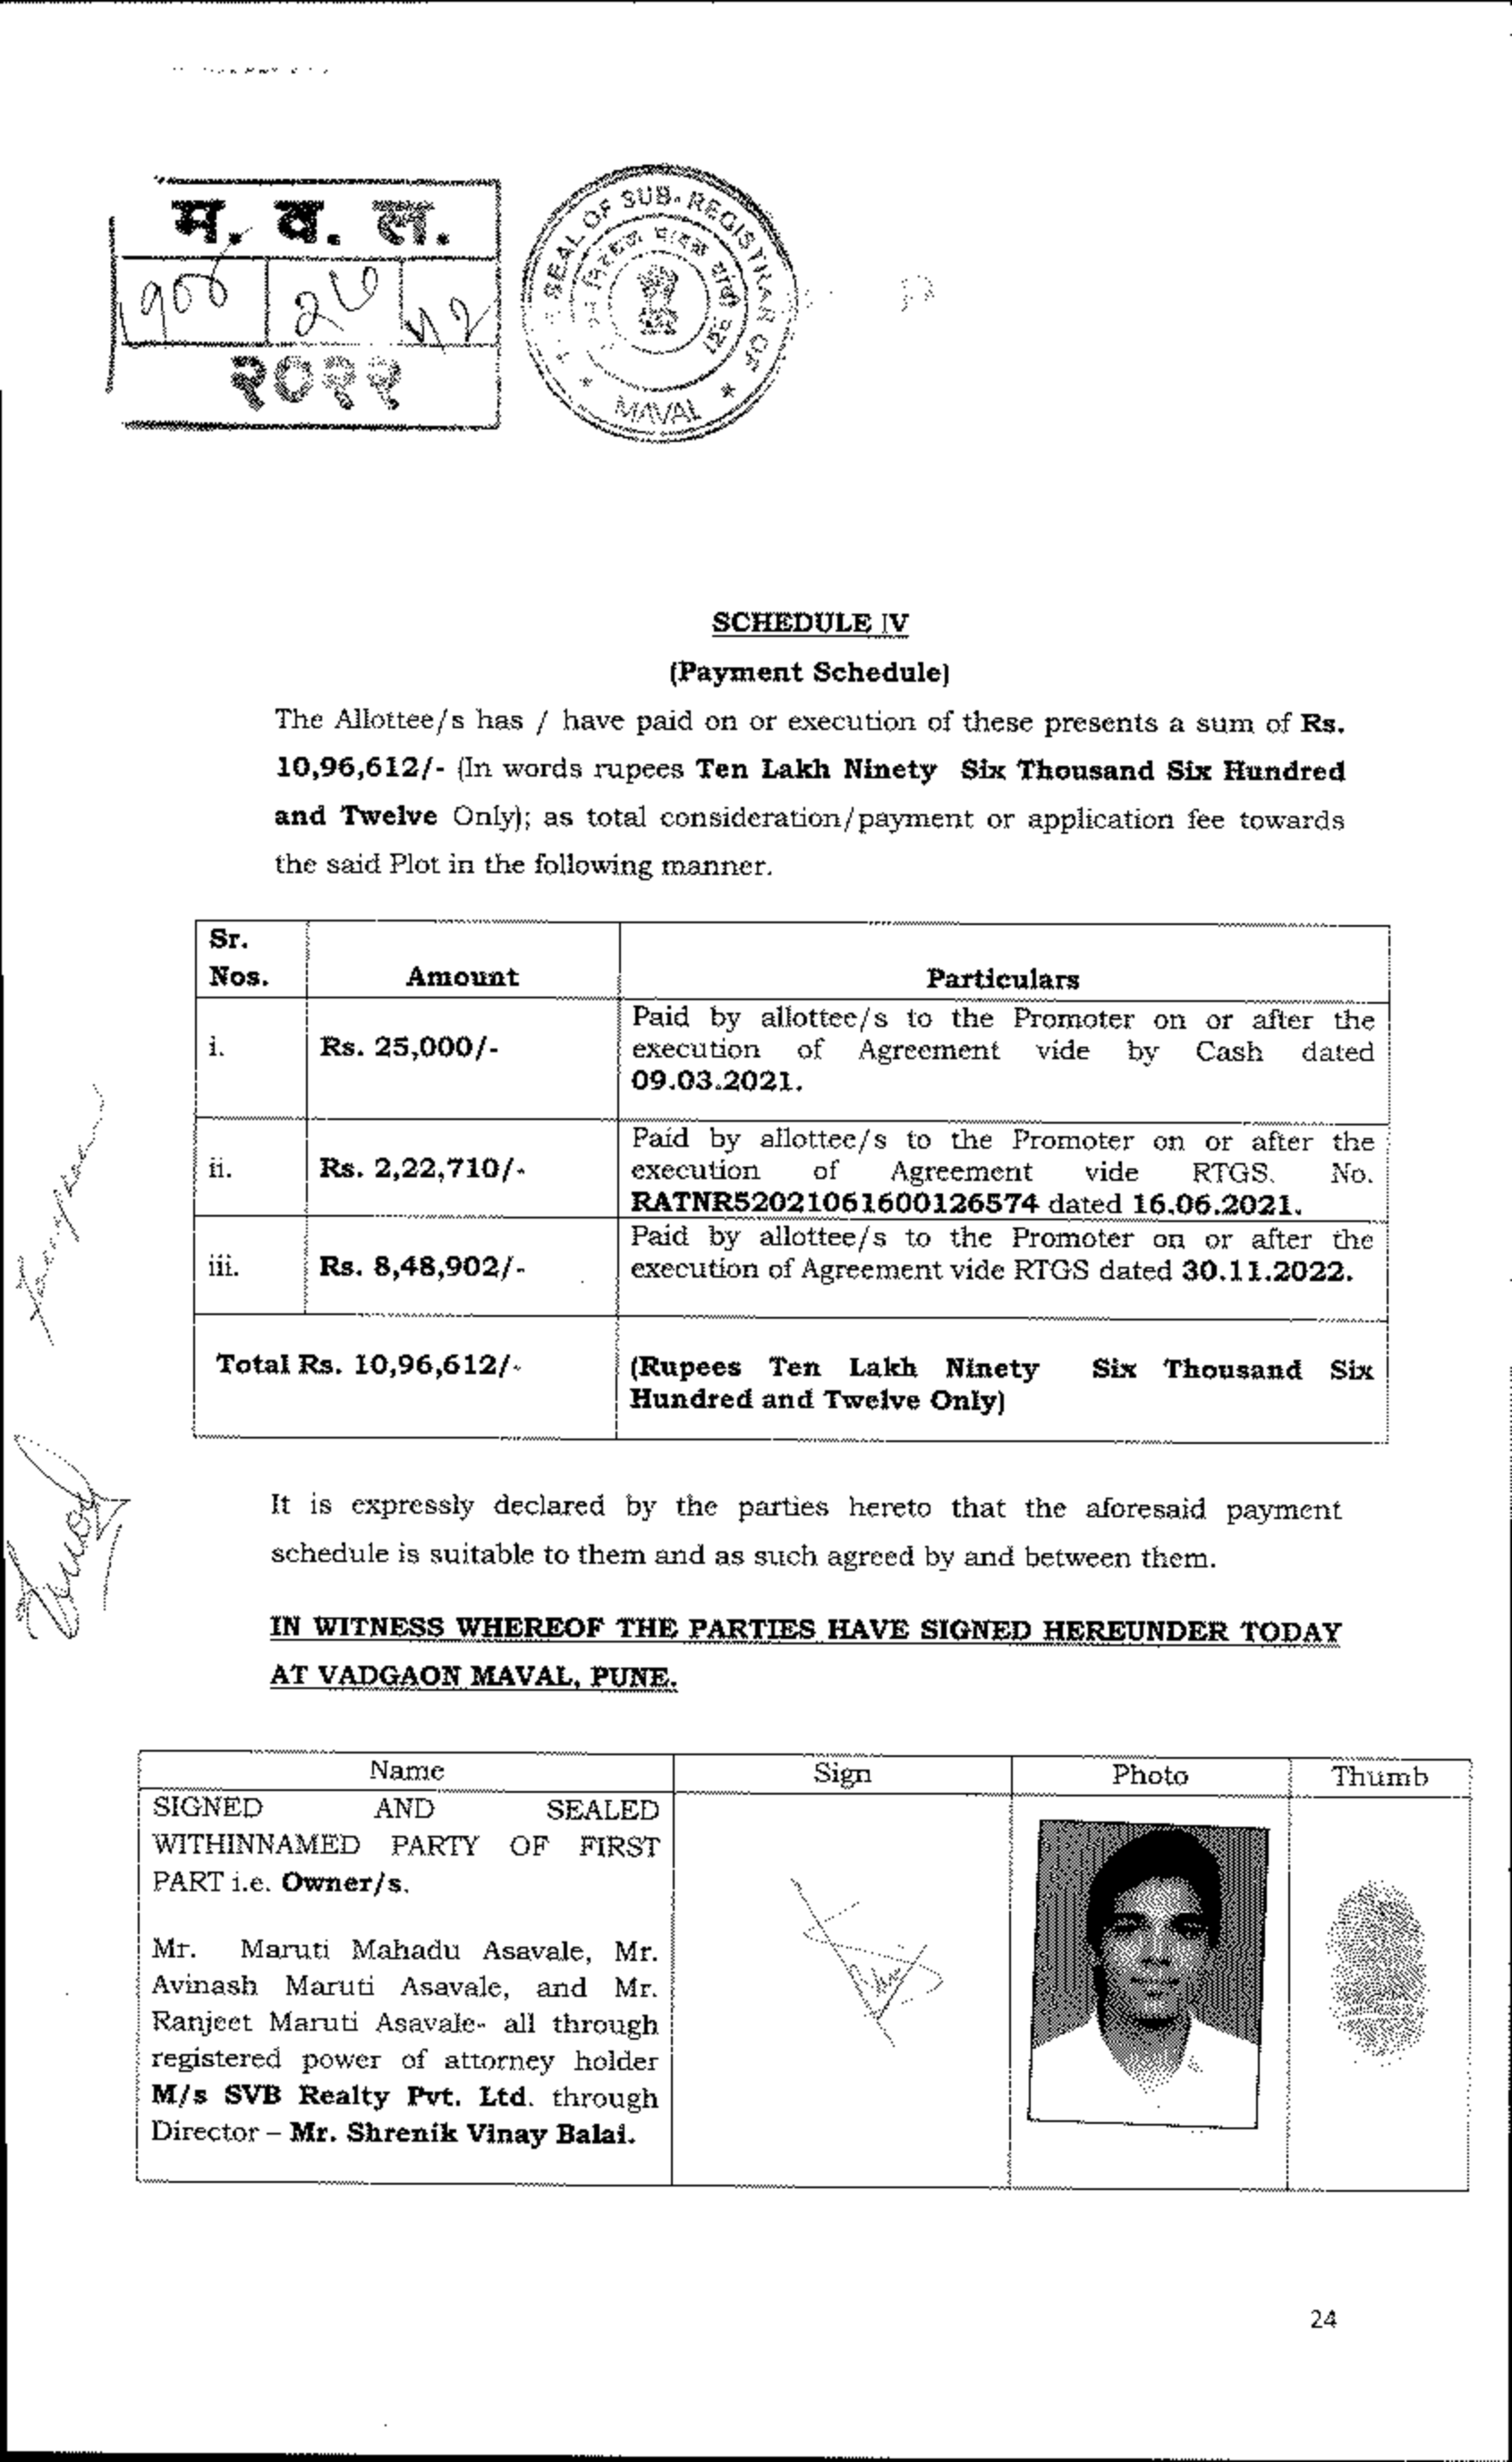 म. व. ल.
२०२२
SEAL OF SUB-REGISTRAR OF
MAVAL
SCHEDULE IV
(Payment Schedule)
The Allottee/s has / have paid on or execution of these presents a sum of Rs.
10,96,612/- (In words rupees Ten Lakh Ninety Six Thousand Six Hundred
and Twelve Only); as total consideration/payment or application fee towards
the said Plot in the following manner.
Sr.
Nos. Amount Particulars
i. Rs. 25,000/- Paid by allottee/s to the Promoter on or after the
execution of Agreement vide by Cash dated
09.03.2021.
ii. Rs. 2,22,710/- Paid by allottee/s to the Promoter on or after the
execution of Agreement vide RTGS. No.
RATNR52021061600126574 dated 16.06.2021.
iii. Rs. 8,48,902/- Paid by allottee/s to the Promoter on or after the
execution of Agreement vide RTGS dated 30.11.2022.
Total Rs. 10,96,612/- (Rupees Ten Lakh Ninety Six Thousand Six
Hundred and Twelve Only)
It is expressly declared by the parties hereto that the aforesaid payment
schedule is suitable to them and as such agreed by and between them.
IN WITNESS WHEREOF THE PARTIES HAVE SIGNED HEREUNDER TODAY
AT VADGAON MAVAL, PUNE.
Name Sign Photo Thumb
SIGNED AND SEALED
WITHINNAMED PARTY OF FIRST
PART i.e. Owner/s.
Mr. Maruti Mahadu Asavale, Mr.
Avinash Maruti Asavale, and Mr.
Ranjeet Maruti Asavale- all through
registered power of attorney holder
M/s SVB Realty Pvt. Ltd. through
Director – Mr. Shrenik Vinay Balai.
24